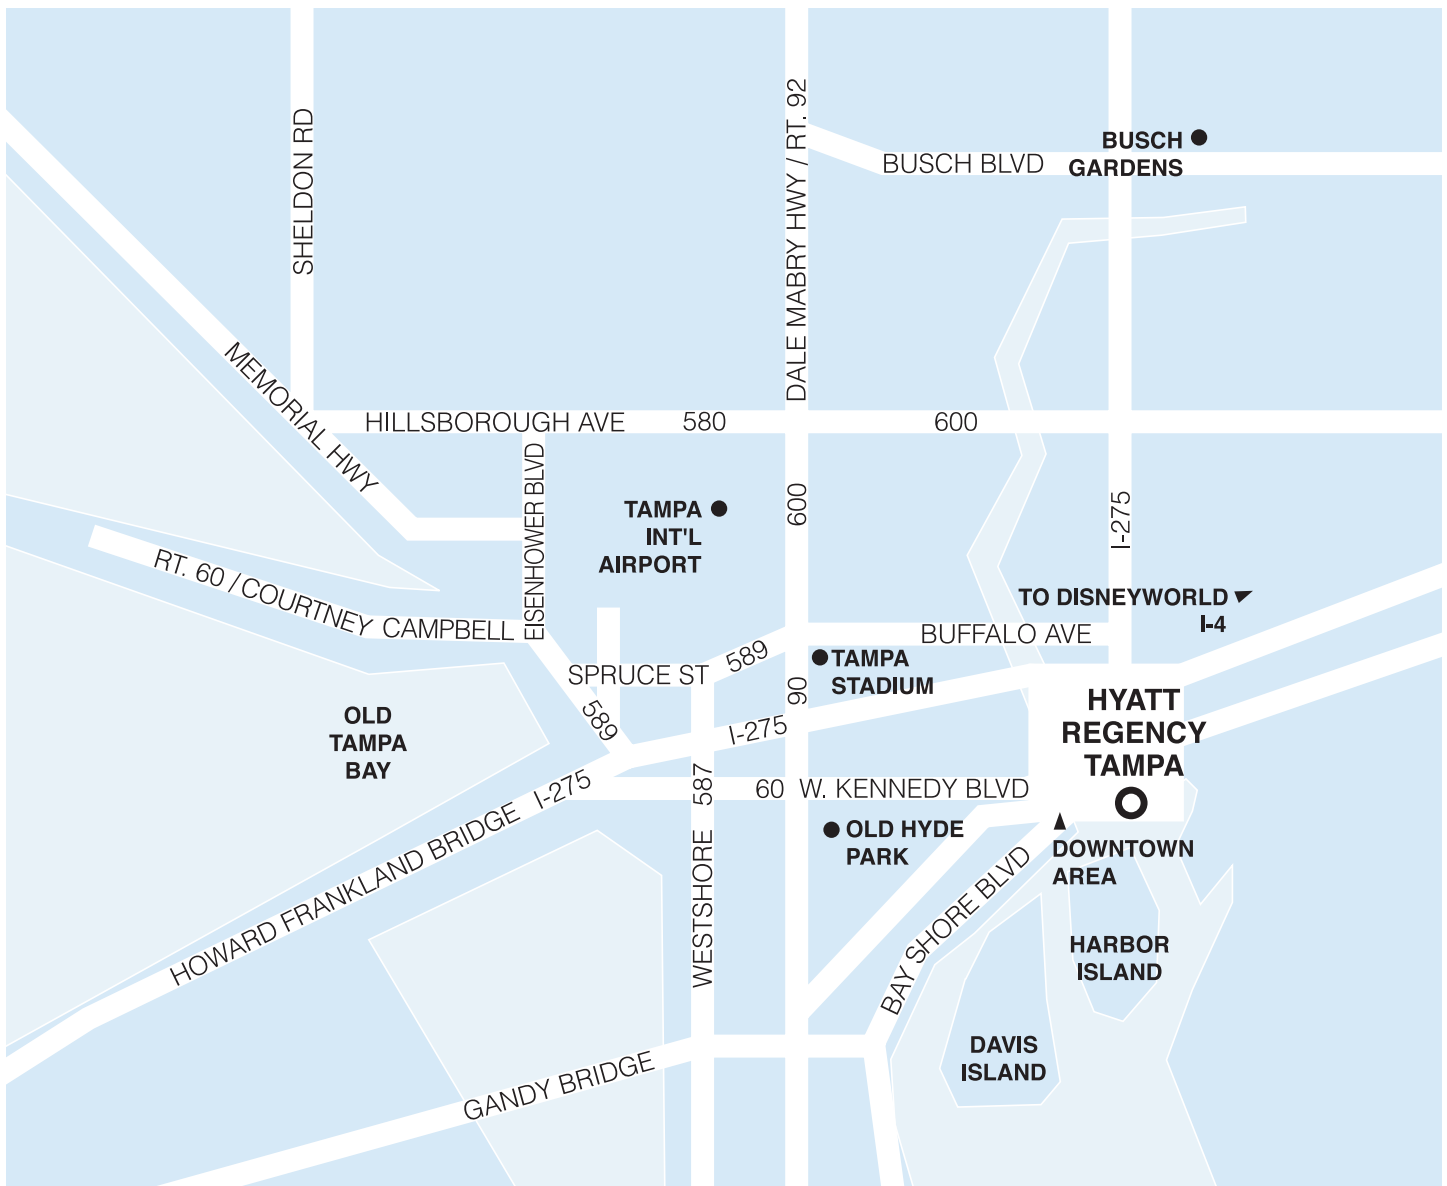 SHELDON RD
DALE MABRY HWY / RT. 92
BUSCH
GARDENS
BUSCH BLVD
MEMORIAL HWY
HILLSBOROUGH AVE
580
600
EISENHOWER BLVD
TAMPA
INT'L
AIRPORT
600
I-275
RT. 60 / COURTNEY CAMPBELL
TO DISNEYWORLD
I-4
BUFFALO AVE
SPRUCE ST
589
TAMPA
STADIUM
90
589
I-275
HYATT
REGENCY
TAMPA
OLD
TAMPA
BAY
HOWARD FRANKLAND BRIDGE
I-275
WESTSHORE
587
60
W. KENNEDY BLVD
OLD HYDE
PARK
DOWNTOWN
AREA
BAY SHORE BLVD
HARBOR
ISLAND
DAVIS
ISLAND
GANDY BRIDGE